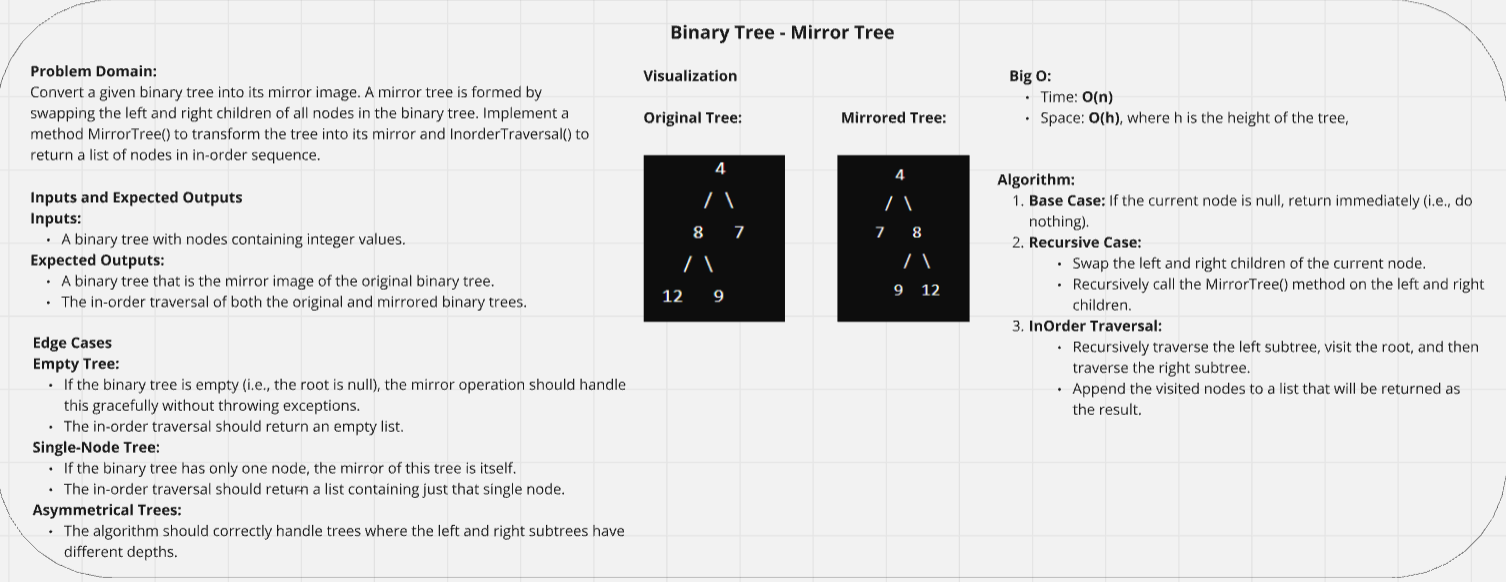 Binary Tree - Mirror Tree
Problem Domain:
Convert a given binary tree into its mirror image. A mirror tree is formed by
swapping the left and right children of all nodes in the binary tree. Implement a
method MirrorTree() to transform the tree into its mirror and InorderTraversal() to
return a list of nodes in in-order sequence.
Inputs and Expected Outputs
Inputs:
• A binary tree with nodes containing integer values.
Expected Outputs:
• A binary tree that is the mirror image of the original binary tree.
• The in-order traversal of both the original and mirrored binary trees.
Edge Cases
Empty Tree:
• If the binary tree is empty (i.e., the root is null), the mirror operation should handle
this gracefully without throwing exceptions.
• The in-order traversal should return an empty list.
Single-Node Tree:
• If the binary tree has only one node, the mirror of this tree is itself.
• The in-order traversal should return a list containing just that single node.
Asymmetrical Trees:
• The algorithm should correctly handle trees where the left and right subtrees have
different depths.
Visualization
Original Tree:
4
/ \
8 7
/ \
12 9
Mirrored Tree:
4
/ \
7 8
/ \
9 12
Big O:
• Time: O(n)
• Space: O(h), where h is the height of the tree,
Algorithm:
1. Base Case: If the current node is null, return immediately (i.e., do
nothing).
2. Recursive Case:
• Swap the left and right children of the current node.
• Recursively call the MirrorTree() method on the left and right
children.
3. InOrder Traversal:
• Recursively traverse the left subtree, visit the root, and then
traverse the right subtree.
• Append the visited nodes to a list that will be returned as
the result.